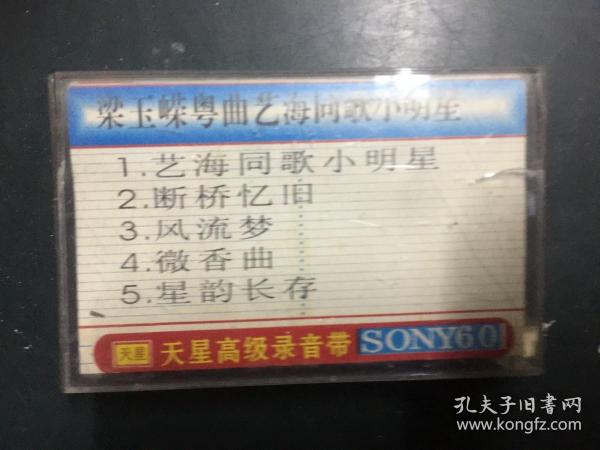 梁玉嵘粤曲艺海同歌小明星
1.艺海同歌小明星
2.断桥忆旧
3.风流梦
4.微香曲
5.星韵长存
天星 天星高级录音带 SONY60
孔夫子旧书网
www.kongfz.com